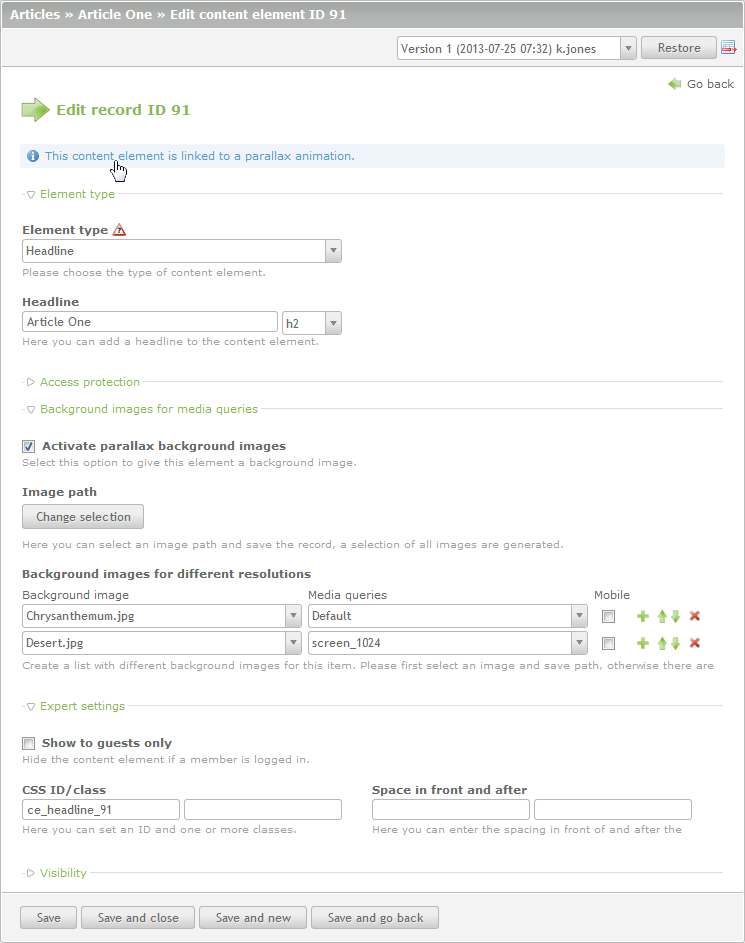 Articles » Article One » Edit content element ID 91
Version 1 (2013-07-25 07:32) k.jones Restore
Go back
Edit record ID 91
This content element is linked to a parallax animation.
Element type
Element type
Headline
Please choose the type of content element.
Headline
Article One h2
Here you can add a headline to the content element.
Access protection
Background images for media queries
Activate parallax background images
Select this option to give this element a background image.
Image path
Change selection
Here you can select an image path and save the record, a selection of all images are generated.
Background images for different resolutions
Background image Media queries Mobile
Chrysanthemum.jpg Default
Desert.jpg screen_1024
Create a list with different background images for this item. Please first select an image and save path, otherwise there are
Expert settings
Show to guests only
Hide the content element if a member is logged in.
CSS ID/class Space in front and after
ce_headline_91
Here you can set an ID and one or more classes. Here you can enter the spacing in front of and after the
Visibility
Save Save and close Save and new Save and go back